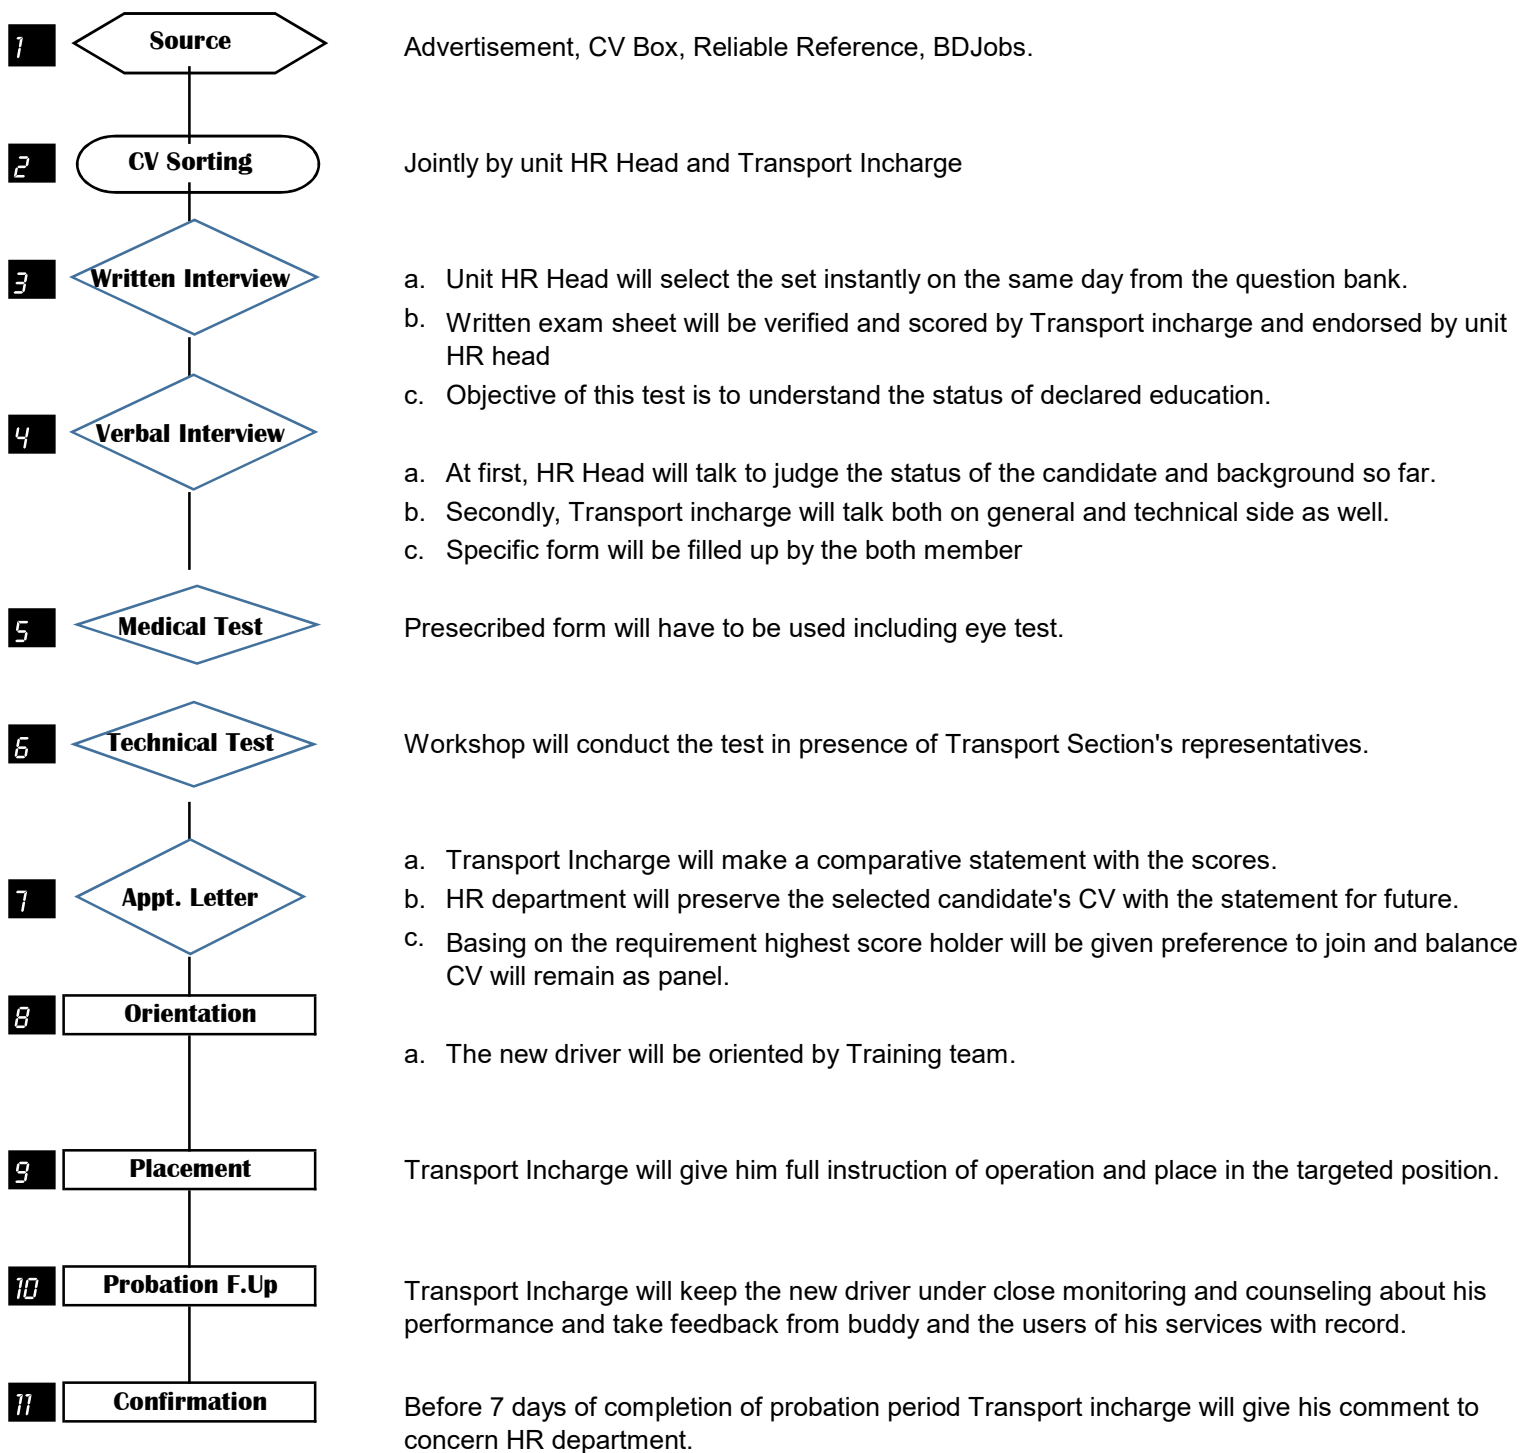 1 Source Advertisement, CV Box, Reliable Reference, BDJobs.
2 CV Sorting Jointly by unit HR Head and Transport Incharge
3 Written Interview a. Unit HR Head will select the set instantly on the same day from the question bank.
b. Written exam sheet will be verified and scored by Transport incharge and endorsed by unit
HR head
c. Objective of this test is to understand the status of declared education.
4 Verbal Interview
a. At first, HR Head will talk to judge the status of the candidate and background so far.
b. Secondly, Transport incharge will talk both on general and technical side as well.
c. Specific form will be filled up by the both member
5 Medical Test Presecribed form will have to be used including eye test.
6 Technical Test Workshop will conduct the test in presence of Transport Section's representatives.
a. Transport Incharge will make a comparative statement with the scores.
7 Appt. Letter b. HR department will preserve the selected candidate's CV with the statement for future.
c. Basing on the requirement highest score holder will be given preference to join and balance
CV will remain as panel.
8 Orientation
a. The new driver will be oriented by Training team.
9 Placement Transport Incharge will give him full instruction of operation and place in the targeted position.
10 Probation F.Up Transport Incharge will keep the new driver under close monitoring and counseling about his
performance and take feedback from buddy and the users of his services with record.
11 Confirmation Before 7 days of completion of probation period Transport incharge will give his comment to
concern HR department.